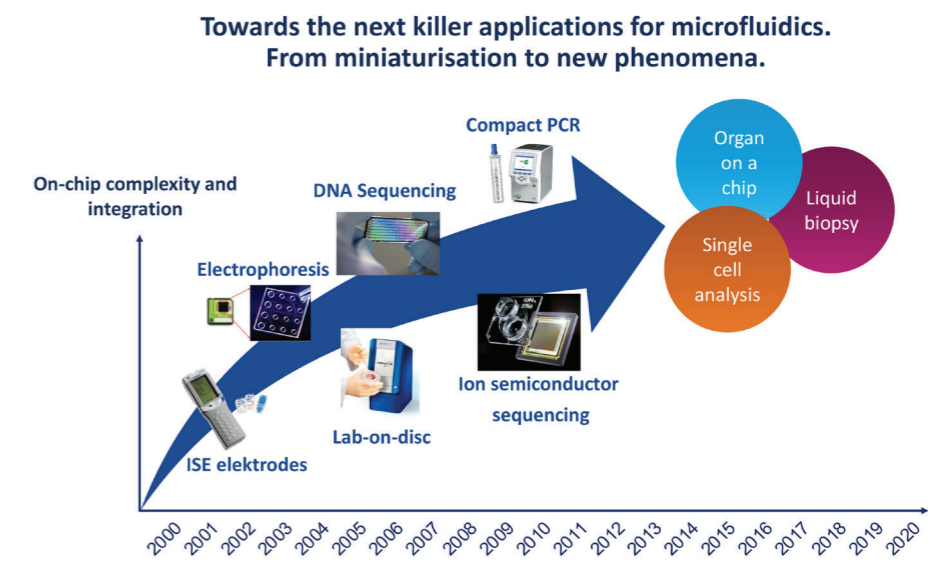 Towards the next killer applications for microfluidics.
From miniaturisation to new phenomena.
Compact PCR
On-chip complexity and
integration
DNA Sequencing
Electrophoresis
Organ
on a
chip
Liquid
biopsy
Single
cell
analysis
Ion semiconductor
sequencing
Lab-on-disc
ISE elektrodes
2000
2001
2002
2003
2004
2005
2006
2007
2008
2009
2010
2011
2012
2013
2014
2015
2016
2017
2018
2019
2020